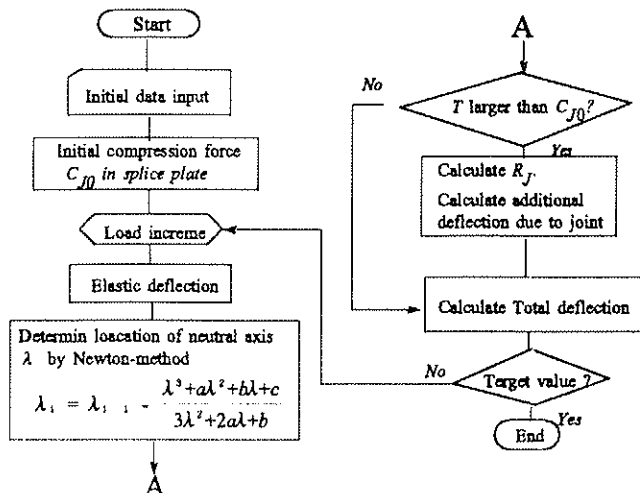 Start
Initial data input
Initial compression force
C_J0 in splice plate
Load increme
Elastic deflection
Determin loacation of neutral axis
λ by Newton-method
λ_i = λ_{i-1} - (λ³+aλ²+bλ+c)/(3λ²+2aλ+b)
A
A
No
T larger than C_J0?
Yes
Calculate R_J.
Calculate additional
deflection due to joint
Calculate Total deflection
No
Terget value ?
Yes
End